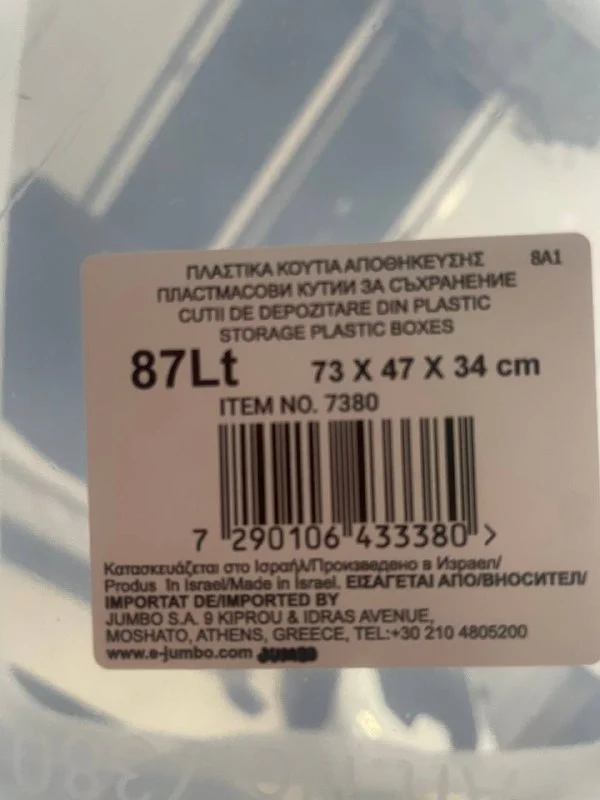 ΠΛΑΣΤΙΚΑ ΚΟΥΤΙΑ ΑΠΟΘΗΚΕΥΣΗΣ 8A1
ПЛАСТМАСОВИ КУТИИ ЗА СЪХРАНЕНИЕ
CUTII DE DEPOZITARE DIN PLASTIC
STORAGE PLASTIC BOXES
87Lt 73 X 47 X 34 cm
ITEM NO. 7380
7 290106 433380 >
Κατασκευάζεται στο Ισραήλ/Произведено в Израел/
Produs In Israel/Made in Israel. ΕΙΣΑΓΕΤΑΙ ΑΠΟ/ВНОСИТЕЛ/
IMPORTAT DE/IMPORTED BY
JUMBO S.A. 9 KIPROU & IDRAS AVENUE,
MOSHATO, ATHENS, GREECE, TEL:+30 210 4805200
www.e-jumbo.com JUMBO